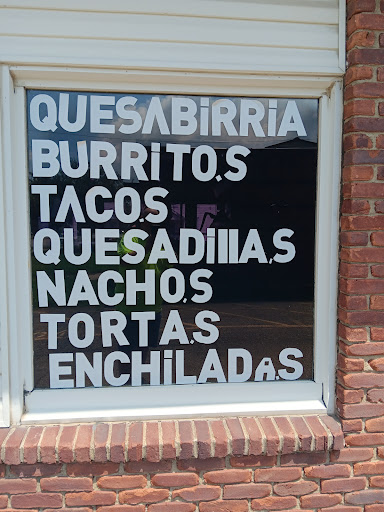 QUESABiRRiA
BURRiTO.S
TACO.S
QUESADillA.S
NACHO.S
TORTA.S
ENCHiLADA.S